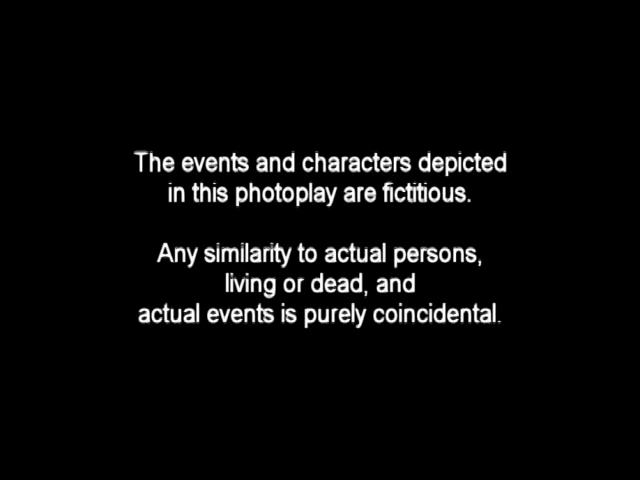 The events and characters depicted
in this photoplay are fictitious.
Any similarity to actual persons,
living or dead, and
actual events is purely coincidental.